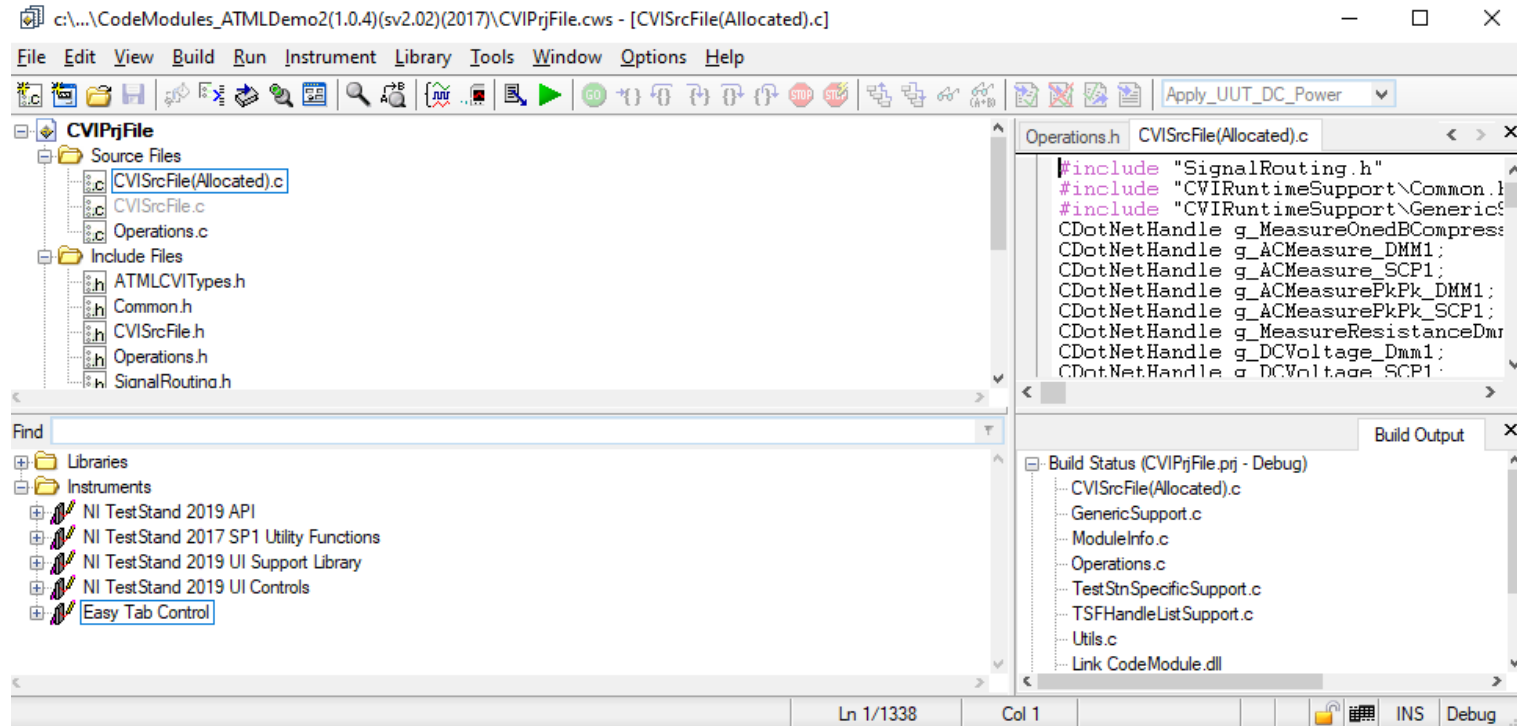 c:\...\CodeModules_ATMLDemo2(1.0.4)(sv2.02)(2017)\CVIPrjFile.cws - [CVISrcFile(Allocated).c]
File Edit View Build Run Instrument Library Tools Window Options Help
Apply_UUT_DC_Power
CVIPrjFile
Source Files
CVISrcFile(Allocated).c
CVISrcFile.c
Operations.c
Include Files
ATMLCVITypes.h
Common.h
CVISrcFile.h
Operations.h
SignalRouting.h
Find
Libraries
Instruments
NI TestStand 2019 API
NI TestStand 2017 SP1 Utility Functions
NI TestStand 2019 UI Support Library
NI TestStand 2019 UI Controls
Easy Tab Control
Operations.h CVISrcFile(Allocated).c
#include "SignalRouting.h"
#include "CVIRuntimeSupport\Common.h
#include "CVIRuntimeSupport\GenericS
CDotNetHandle g_MeasureOnedBCompress
CDotNetHandle g_ACMeasure_DMM1;
CDotNetHandle g_ACMeasure_SCP1;
CDotNetHandle g_ACMeasurePkPk_DMM1;
CDotNetHandle g_ACMeasurePkPk_SCP1;
CDotNetHandle g_MeasureResistanceDmm
CDotNetHandle g_DCVoltage_Dmm1;
CDotNetHandle g_DCVoltage_SCP1;
Build Output
Build Status (CVIPrjFile.prj - Debug)
CVISrcFile(Allocated).c
GenericSupport.c
ModuleInfo.c
Operations.c
TestStnSpecificSupport.c
TSFHandleListSupport.c
Utils.c
Link CodeModule.dll
Ln 1/1338 Col 1 INS Debug